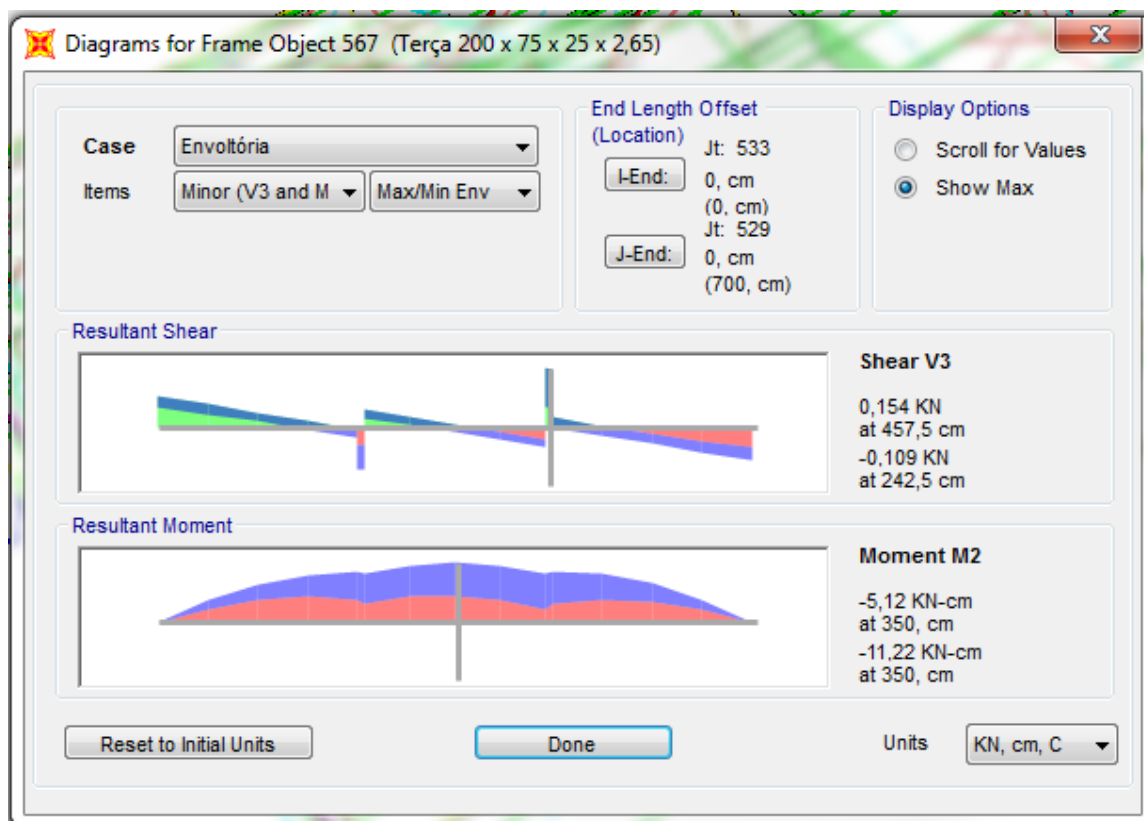 Diagrams for Frame Object 567 (Terça 200 x 75 x 25 x 2,65)
Case Envoltória
Items Minor (V3 and M Max/Min Env
End Length Offset
(Location)
I-End:
Jt: 533
0, cm
(0, cm)
J-End:
Jt: 529
0, cm
(700, cm)
Display Options
Scroll for Values
Show Max
Resultant Shear
Shear V3
0,154 KN
at 457,5 cm
-0,109 KN
at 242,5 cm
Resultant Moment
Moment M2
-5,12 KN-cm
at 350, cm
-11,22 KN-cm
at 350, cm
Reset to Initial Units
Done
Units KN, cm, C